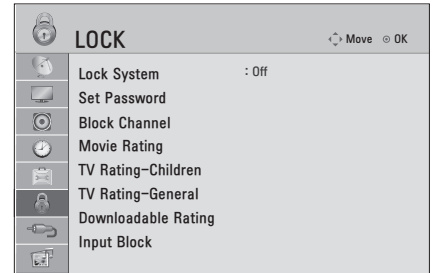 LOCK
Move OK
Lock System : Off
Set Password
Block Channel
Movie Rating
TV Rating-Children
TV Rating-General
Downloadable Rating
Input Block